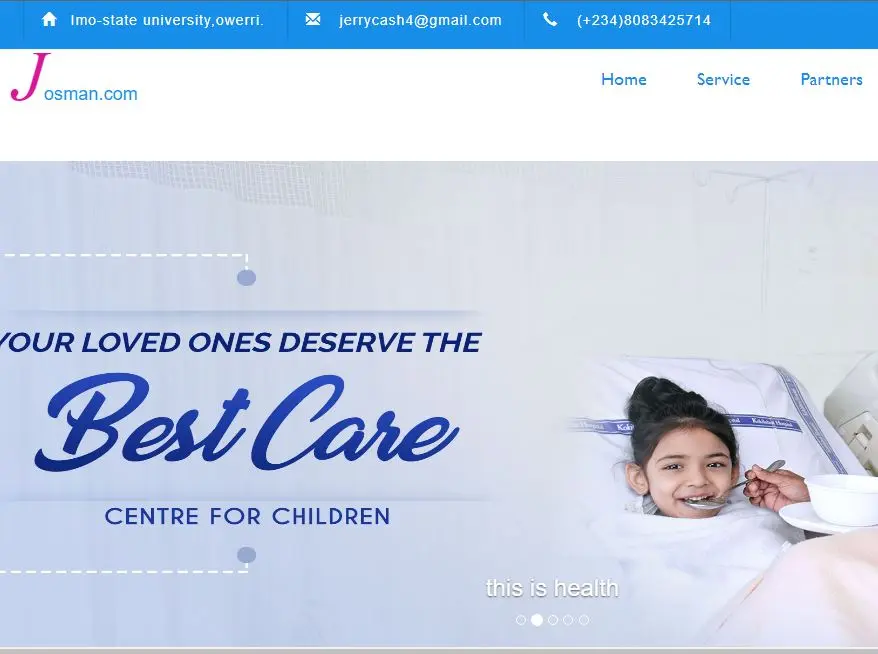 Imo-state university,owerri.
jerrycash4@gmail.com
(+234)8083425714
Josman.com
Home
Service
Partners
YOUR LOVED ONES DESERVE THE
Best Care
CENTRE FOR CHILDREN
this is health